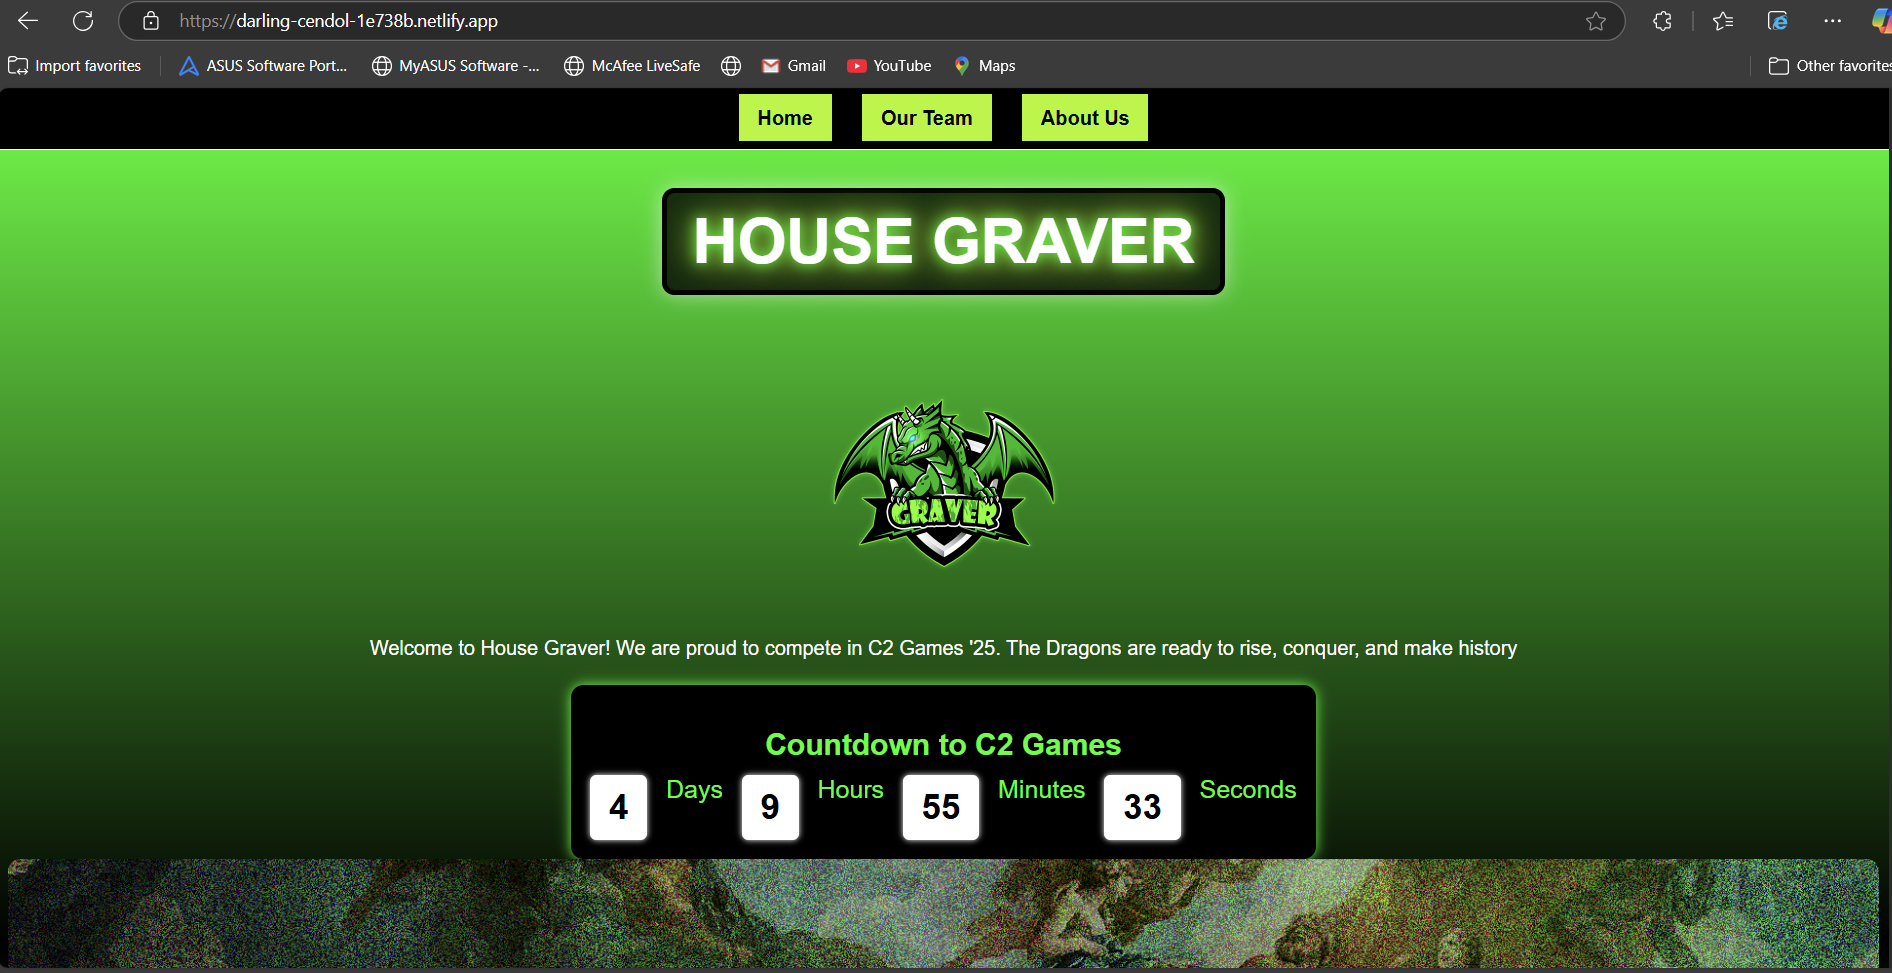 https://darling-cendol-1e738b.netlify.app
Import favorites
ASUS Software Port...
MyASUS Software -...
McAfee LiveSafe
Gmail
YouTube
Maps
Other favorites
Home
Our Team
About Us
HOUSE GRAVER
GRAVER
Welcome to House Graver! We are proud to compete in C2 Games '25. The Dragons are ready to rise, conquer, and make history
Countdown to C2 Games
4 Days 9 Hours 55 Minutes 33 Seconds